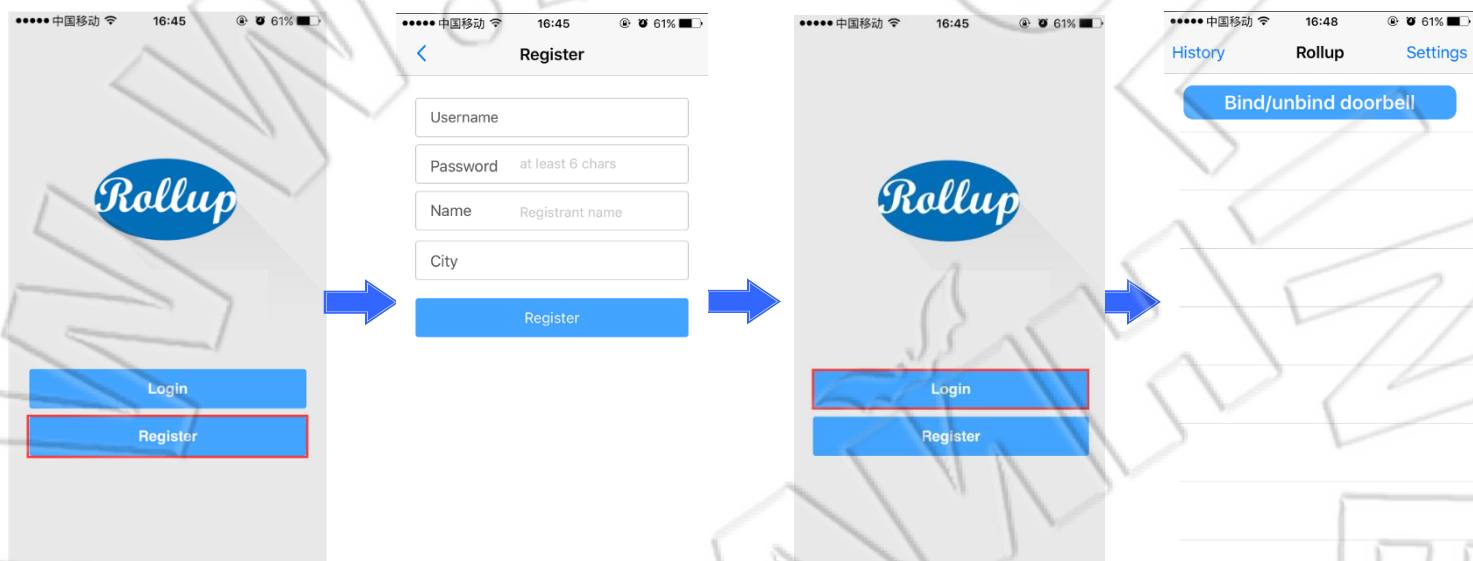 中国移动 16:45 61%
Rollup
Login
Register
中国移动 16:45 61%
Register
Username
Password at least 6 chars
Name Registrant name
City
Register
中国移动 16:45 61%
Rollup
Login
Register
中国移动 16:48 61%
History Rollup Settings
Bind/unbind doorbell